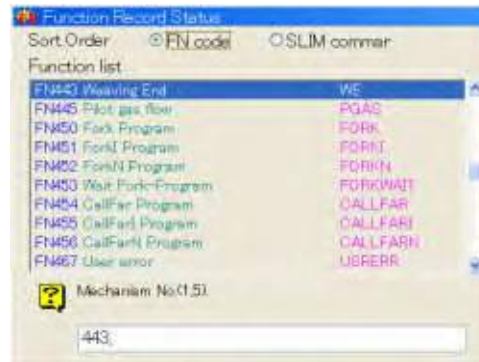 Function Record Status
Sort Order FN code SLIM commar
Function list
FN443 Weaving End WE
FN445 Pilot gas flow PGAS
FN450 Fork Program FORK
FN451 ForkI Program FORKI
FN452 ForkN Program FORKN
FN453 Wait Fork-Program FORKWAIT
FN454 CallFar Program CALLFAR
FN455 CallFarI Program CALLFARI
FN456 CallFarN Program CALLFARN
FN467 User error USRERR
Mechanism No.(1,5).
443,